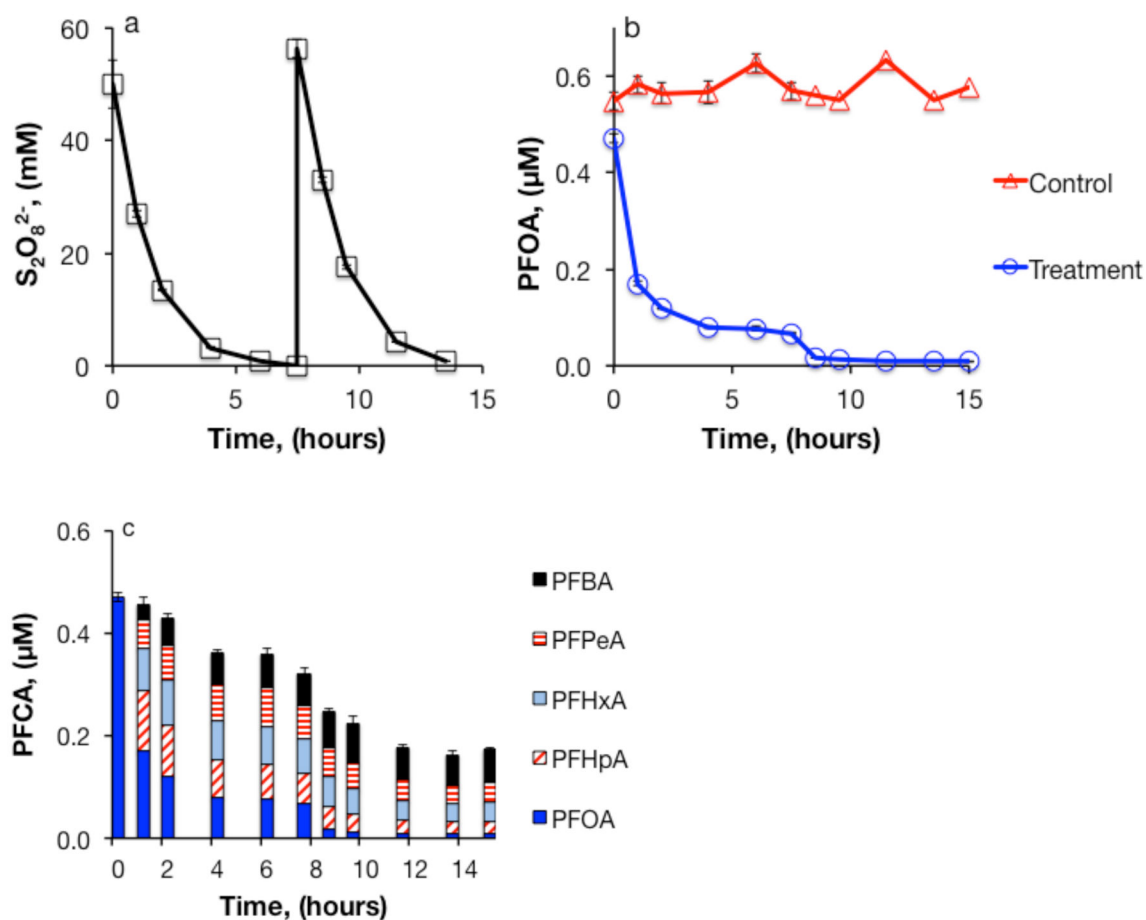 a
60
40
20
0
S₂O₈²⁻, (mM)
0 5 10 15
Time, (hours)
b
0.6
0.4
0.2
0.0
PFOA, (µM)
0 5 10 15
Time, (hours)
Control
Treatment
c
0.6
0.4
0.2
0.0
PFCA, (µM)
0 2 4 6 8 10 12 14
Time, (hours)
PFBA
PFPeA
PFHxA
PFHpA
PFOA